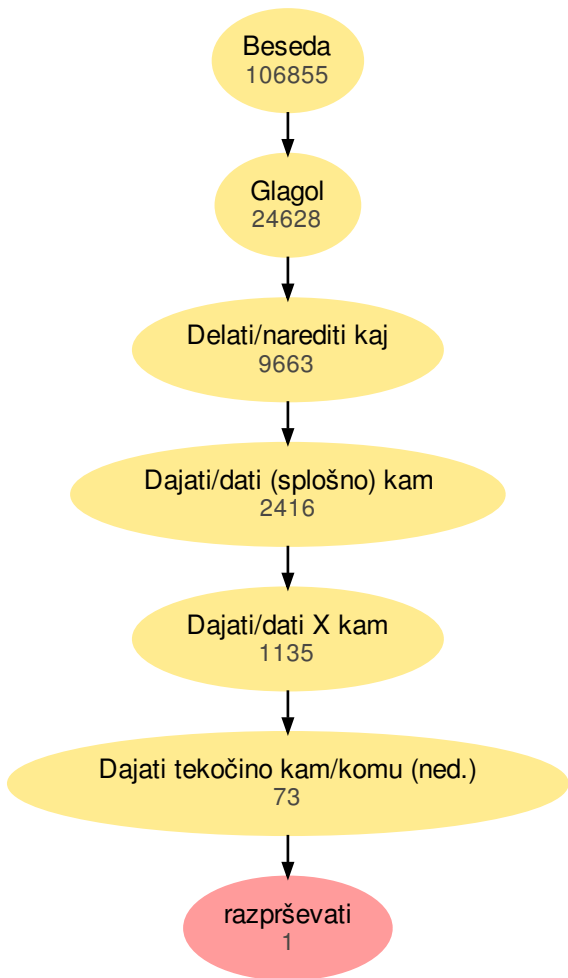 Beseda
106855
Glagol
24628
Delati/narediti kaj
9663
Dajati/dati (splošno) kam
2416
Dajati/dati X kam
1135
Dajati tekočino kam/komu (ned.)
73
razprševati
1